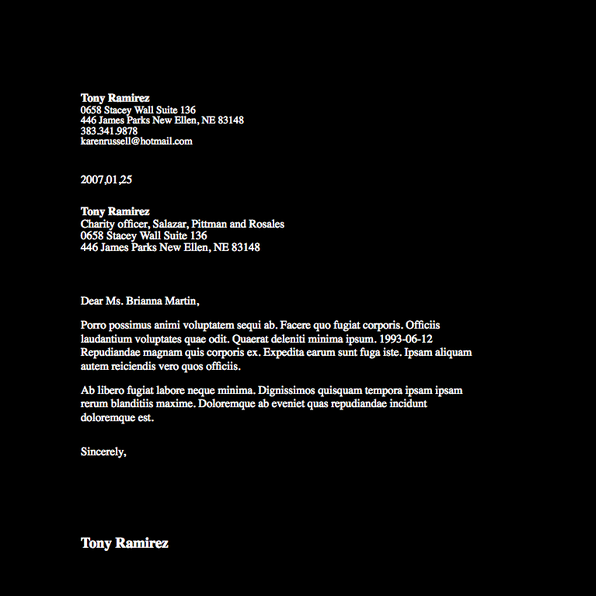 Tony Ramirez
0658 Stacey Wall Suite 136
446 James Parks New Ellen, NE 83148
383.341.9878
karenrussell@hotmail.com
2007,01,25
Tony Ramirez
Charity officer, Salazar, Pittman and Rosales
0658 Stacey Wall Suite 136
446 James Parks New Ellen, NE 83148
Dear Ms. Brianna Martin,
Porro possimus animi voluptatem sequi ab. Facere quo fugiat corporis. Officiis
laudantium voluptates quae odit. Quaerat deleniti minima ipsum. 1993-06-12
Repudiandae magnam quis corporis ex. Expedita earum sunt fuga iste. Ipsam aliquam
autem reiciendis vero quos officiis.
Ab libero fugiat labore neque minima. Dignissimos quisquam tempora ipsam ipsam
rerum blanditiis maxime. Doloremque ab eveniet quas repudiandae incidunt
doloremque est.
Sincerely,
Tony Ramirez